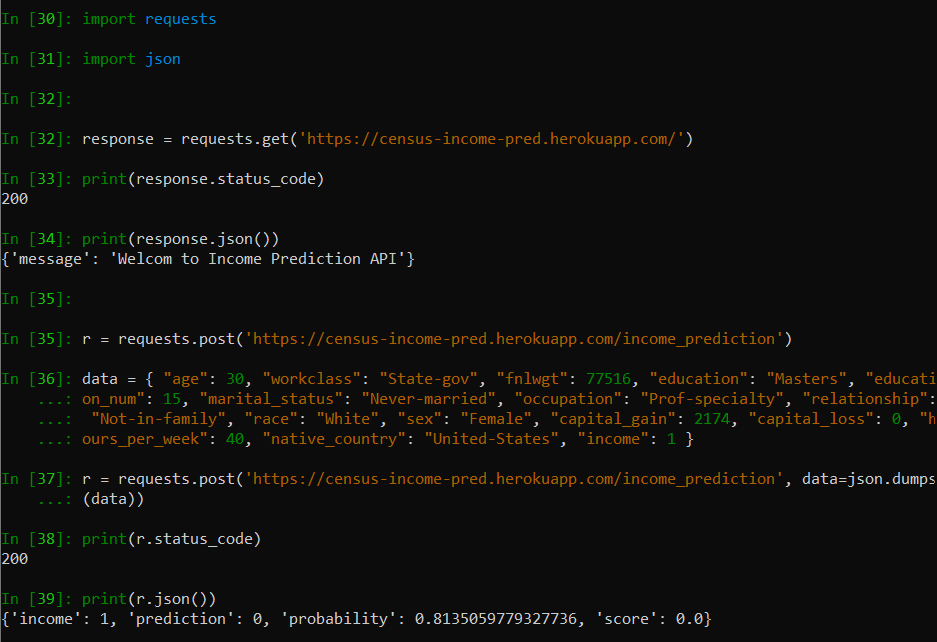 In [30]: import requests
In [31]: import json
In [32]:
In [32]: response = requests.get('https://census-income-pred.herokuapp.com/')
In [33]: print(response.status_code)
200
In [34]: print(response.json())
{'message': 'Welcom to Income Prediction API'}
In [35]:
In [35]: r = requests.post('https://census-income-pred.herokuapp.com/income_prediction')
In [36]: data = { "age": 30, "workclass": "State-gov", "fnlwgt": 77516, "education": "Masters", "educati
...: on_num": 15, "marital_status": "Never-married", "occupation": "Prof-specialty", "relationship":
...: "Not-in-family", "race": "White", "sex": "Female", "capital_gain": 2174, "capital_loss": 0, "h
...: ours_per_week": 40, "native_country": "United-States", "income": 1 }
In [37]: r = requests.post('https://census-income-pred.herokuapp.com/income_prediction', data=json.dumps
...: (data))
In [38]: print(r.status_code)
200
In [39]: print(r.json())
{'income': 1, 'prediction': 0, 'probability': 0.8135059779327736, 'score': 0.0}